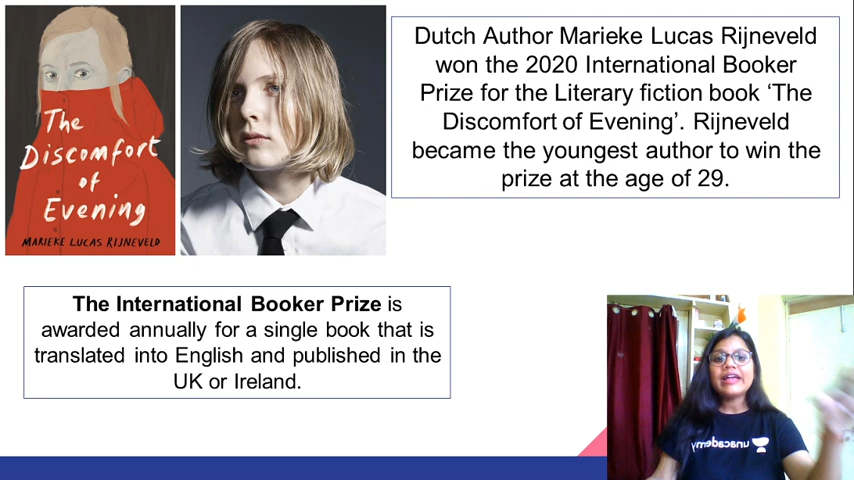 The
Discomfort
of
Evening
MARIEKE LUCAS RIJNEVELD
Dutch Author Marieke Lucas Rijneveld
won the 2020 International Booker
Prize for the Literary fiction book ‘The
Discomfort of Evening’. Rijneveld
became the youngest author to win the
prize at the age of 29.
The International Booker Prize is
awarded annually for a single book that is
translated into English and published in the
UK or Ireland.
unacademy